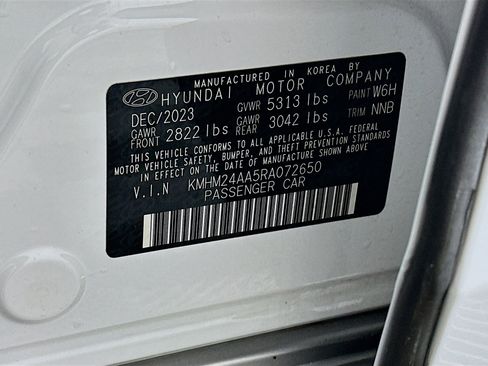 MANUFACTURED IN KOREA BY
HYUNDAI MOTOR COMPANY
DEC/2023 GVWR 5313 lbs PAINT W6H
GAWR FRONT 2822 lbs GAWR REAR 3042 lbs TRIM NNB
THIS VEHICLE CONFORMS TO ALL APPLICABLE U.S.A. FEDERAL
MOTOR VEHICLE SAFETY, BUMPER, AND THEFT PREVENTION STANDARDS
IN EFFECT ON THE DATE OF MANUFACTURE SHOWN ABOVE.
V.I.N KMHM24AA5RA072650
PASSENGER CAR